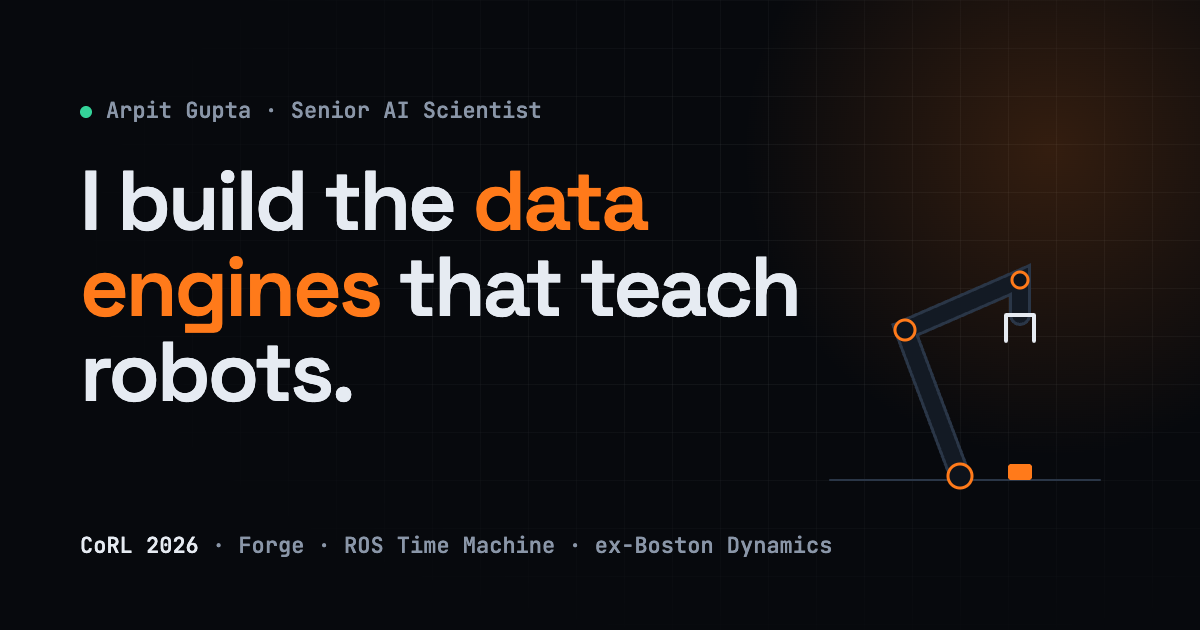 Arpit Gupta · Senior AI Scientist
I build the data
engines that teach
robots.
CoRL 2026 · Forge · ROS Time Machine · ex-Boston Dynamics